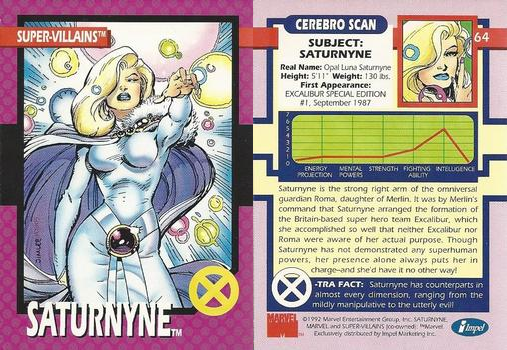 SUPER-VILLAINS™
SATURNYNE™
CEREBRO SCAN
64
SUBJECT:
SATURNYNE
Real Name: Opal Luna Saturnyne
Height: 5'11" Weight: 130 lbs.
First Appearance:
EXCALIBUR SPECIAL EDITION
#1, September 1987
7
6
5
4
3
2
1
0
ENERGY PROJECTION
MENTAL POWERS
STRENGTH
FIGHTING ABILITY
INTELLIGENCE
Saturnyne is the strong right arm of the omniversal
guardian Roma, daughter of Merlin. It was by Merlin's
command that Saturnyne arranged the formation of
the Britain-based super hero team Excalibur, which
she accomplished so well that neither Excalibur nor
Roma were aware of her actual purpose. Though
Saturnyne has not demonstrated any superhuman
powers, her presence alone always puts her in
charge–and she'd have it no other way!
-TRA FACT: Saturnyne has counterparts in
almost every dimension, ranging from the
mildly manipulative to the utterly evil!
MARVEL
©1992 Marvel Entertainment Group, Inc. SATURNYNE,
MARVEL and SUPER-VILLAINS (co-owned): ™Marvel
Exclusively distributed by Impel Marketing Inc.
Impel